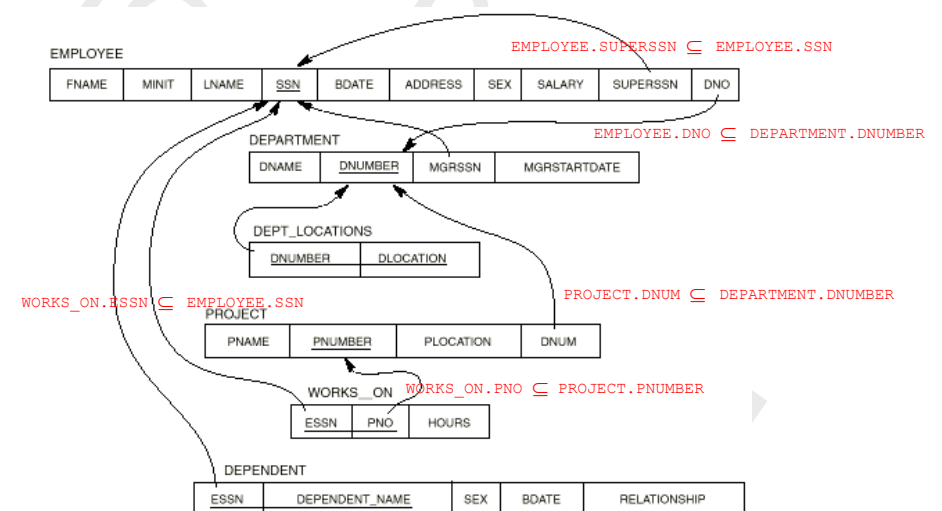 EMPLOYEE.SUPERSSN ⊆ EMPLOYEE.SSN
EMPLOYEE
FNAME MINIT LNAME SSN BDATE ADDRESS SEX SALARY SUPERSSN DNO
EMPLOYEE.DNO ⊆ DEPARTMENT.DNUMBER
DEPARTMENT
DNAME DNUMBER MGRSSN MGRSTARTDATE
DEPT_LOCATIONS
DNUMBER DLOCATION
PROJECT.DNUM ⊆ DEPARTMENT.DNUMBER
WORKS_ON.ESSN ⊆ EMPLOYEE.SSN
PROJECT
PNAME PNUMBER PLOCATION DNUM
WORKS_ON.PNO ⊆ PROJECT.PNUMBER
WORKS__ON
ESSN PNO HOURS
DEPENDENT
ESSN DEPENDENT_NAME SEX BDATE RELATIONSHIP